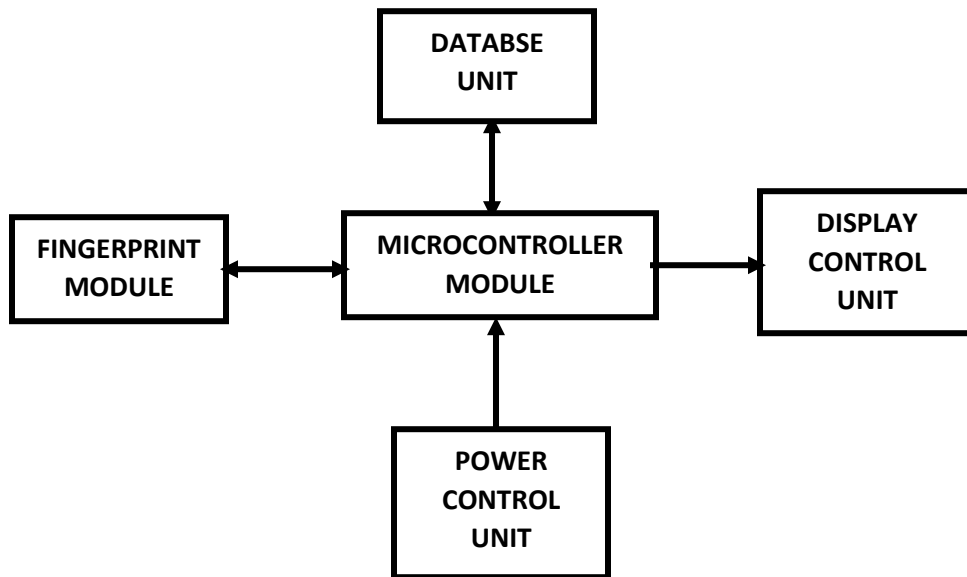 DATABSE
UNIT
FINGERPRINT
MODULE
MICROCONTROLLER
MODULE
DISPLAY
CONTROL
UNIT
POWER
CONTROL
UNIT